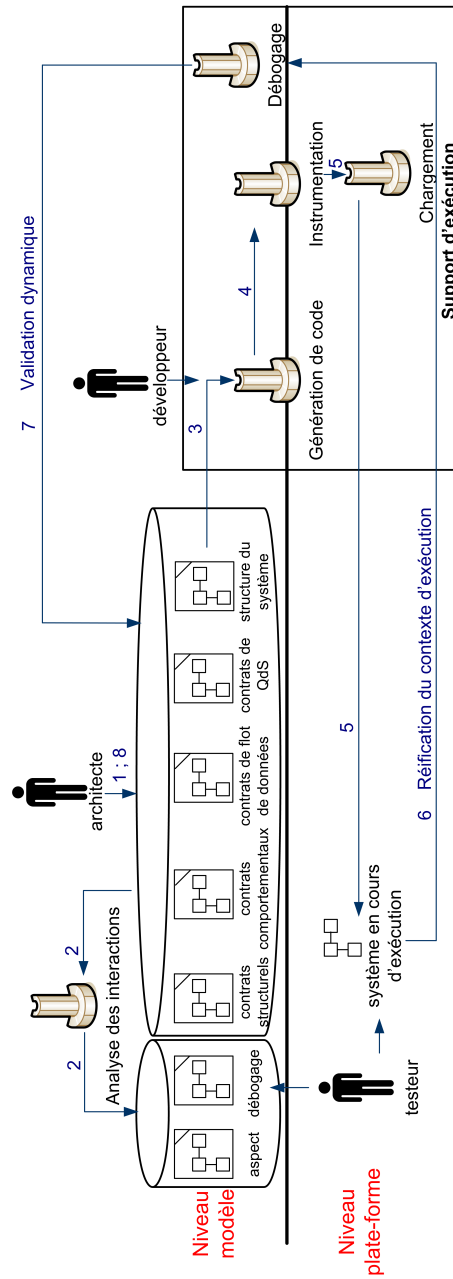 7 Validation dynamique
développeur
3
4
Débogage
Instrumentation
5
Génération de code
Chargement
Support d'exécution
architecte
1 ; 8
2
2
Analyse des interactions
aspect
débogage
contrats
structurels
contrats
comportementaux
contrats de flot
de données
contrats de
QdS
structure du
système
Niveau
modèle
Niveau
plate-forme
testeur
système en cours
d'exécution
5
6 Réification du contexte d'exécution